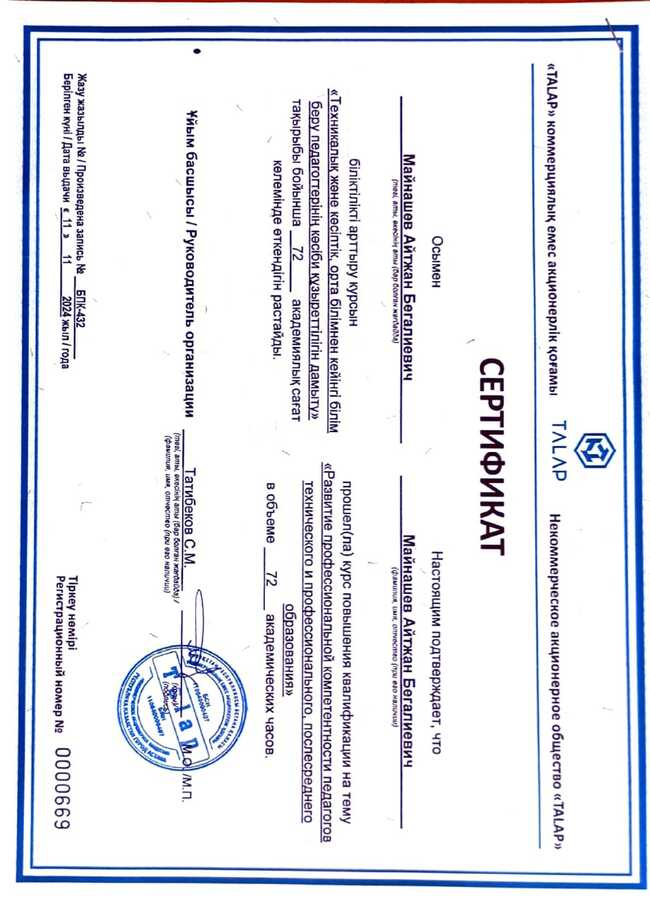 «TALAP» коммерциялық емес акционерлік қоғамы
TALAP
Некоммерческое акционерное общество «TALAP»
СЕРТИФИКАТ
Осымен
Майнашев Айтжан Бегалиевич
(тегі, аты, әкесінің аты (бар болған жағдайда)
біліктілікті арттыру курсын
«Техникалық және кәсіптік, орта білімнен кейінгі білім
беру педагогтерінің кәсіби құзыреттілігін дамыту»
тақырыбы бойынша 72 академиялық сағат
көлемінде өткендігін растайды.
Настоящим подтверждает, что
Майнашев Айтжан Бегалиевич
(фамилия, имя, отчество (при его наличии)
прошел(ла) курс повышения квалификации на тему
«Развитие профессиональной компетентности педагогов
технического и профессионального, послесреднего
образования»
в объеме 72 академических часов.
Ұйым басшысы / Руководитель организации
Татибеков С.М.
(тегі, аты, әкесінің аты (бар болған жағдайда) /
(фамилия, имя, отчество (при его наличии)
М.О. /М.П.
Talap
БСН
Жазу жазылды № / Произведена запись № БПК-432
Берілген күні / Дата выдачи « 11 » 11 2024 жыл / года
Тіркеу нөмірі
Регистрационный номер № 0000669